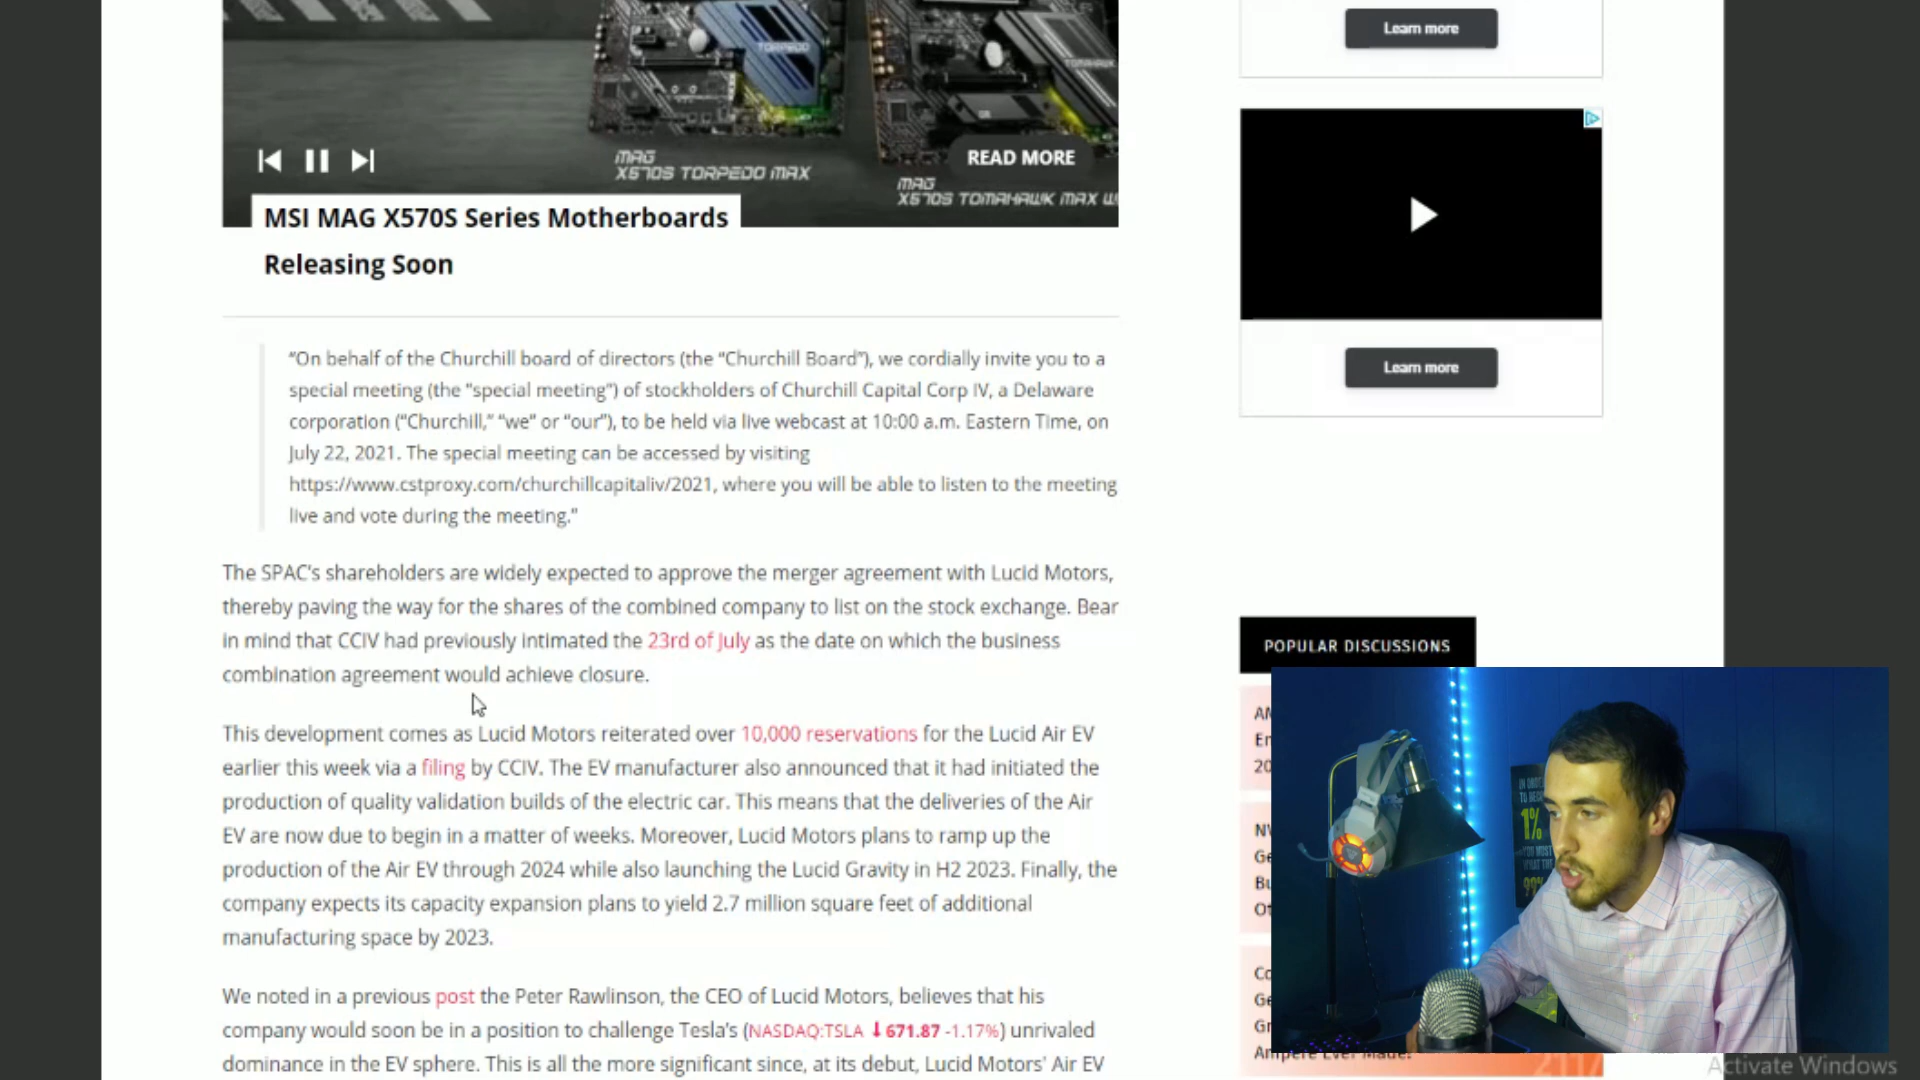 Learn more
TORPEDO
TOMAHAWK
MAG
X570S TORPEDO MAX
READ MORE
MAG
X570S TOMAHAWK MAX
MSI MAG X570S Series Motherboards
Releasing Soon
Learn more
“On behalf of the Churchill board of directors (the “Churchill Board”), we cordially invite you to a
special meeting (the “special meeting”) of stockholders of Churchill Capital Corp IV, a Delaware
corporation (“Churchill,” “we” or “our”), to be held via live webcast at 10:00 a.m. Eastern Time, on
July 22, 2021. The special meeting can be accessed by visiting
https://www.cstproxy.com/churchillcapitaliv/2021, where you will be able to listen to the meeting
live and vote during the meeting.”
The SPAC's shareholders are widely expected to approve the merger agreement with Lucid Motors,
thereby paving the way for the shares of the combined company to list on the stock exchange. Bear
in mind that CCIV had previously intimated the 23rd of July as the date on which the business
combination agreement would achieve closure.
This development comes as Lucid Motors reiterated over 10,000 reservations for the Lucid Air EV
earlier this week via a filing by CCIV. The EV manufacturer also announced that it had initiated the
production of quality validation builds of the electric car. This means that the deliveries of the Air
EV are now due to begin in a matter of weeks. Moreover, Lucid Motors plans to ramp up the
production of the Air EV through 2024 while also launching the Lucid Gravity in H2 2023. Finally, the
company expects its capacity expansion plans to yield 2.7 million square feet of additional
manufacturing space by 2023.
We noted in a previous post the Peter Rawlinson, the CEO of Lucid Motors, believes that his
company would soon be in a position to challenge Tesla's (NASDAQ:TSLA ↓671.87 -1.17%) unrivaled
dominance in the EV sphere. This is all the more significant since, at its debut, Lucid Motors' Air EV
POPULAR DISCUSSIONS
1%
Ampere Ever Made!
Activate Windows